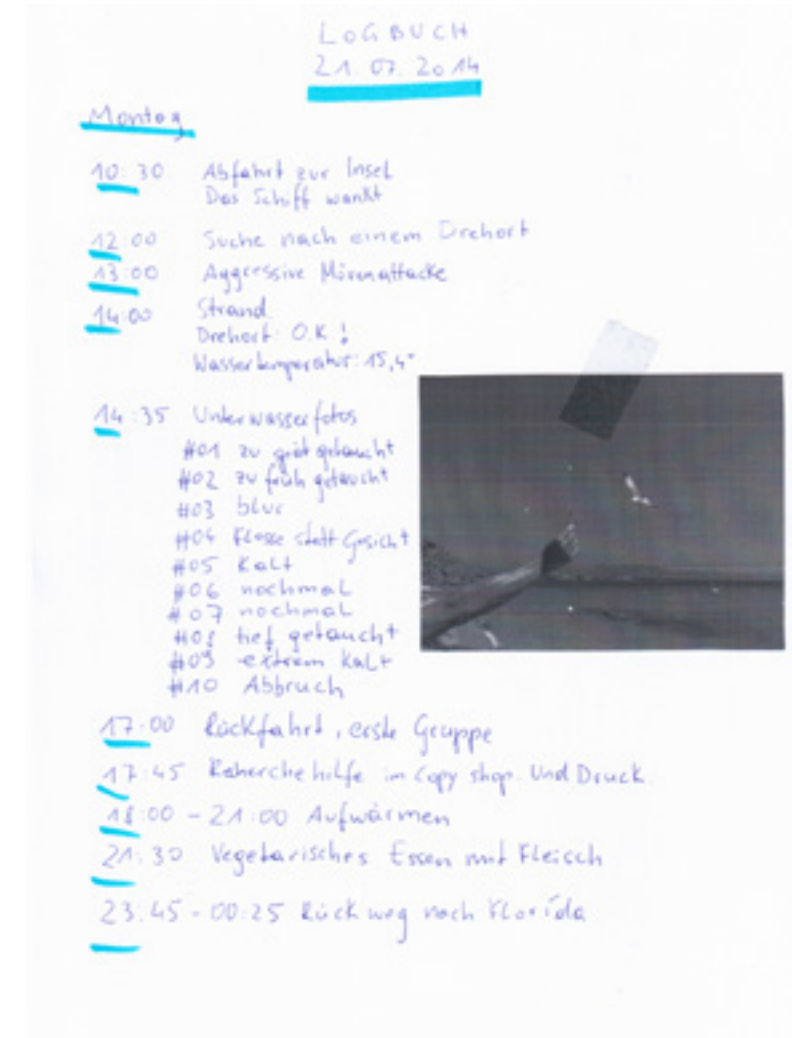 LOGBUCH
21.07.2014
Montag
10:30 Abfahrt zur Insel
Das Schiff wankt
12:00 Suche nach einem Drehort
13:00 Aggressive Mövenattacke
14:00 Strand
Drehort: O.K.!
Wassertemperatur: 15,4°
14:35 Unterwasserfotos
#01 zu getaucht
#02 zu früh getaucht
#03 blur
#04 Flosse statt Gesicht
#05 Kalt
#06 nochmal
#07 nochmal
#08 tief getaucht
#09 extrem Kalt
#10 Abbruch
17:00 Rückfahrt, erste Gruppe
17:45 im Copy shop. Und Druck.
18:00 - 21:00 Aufwärmen
21:30 Vegetarisches Essen mit Fleisch
23:45 - 00:25 Rückweg nach Florida